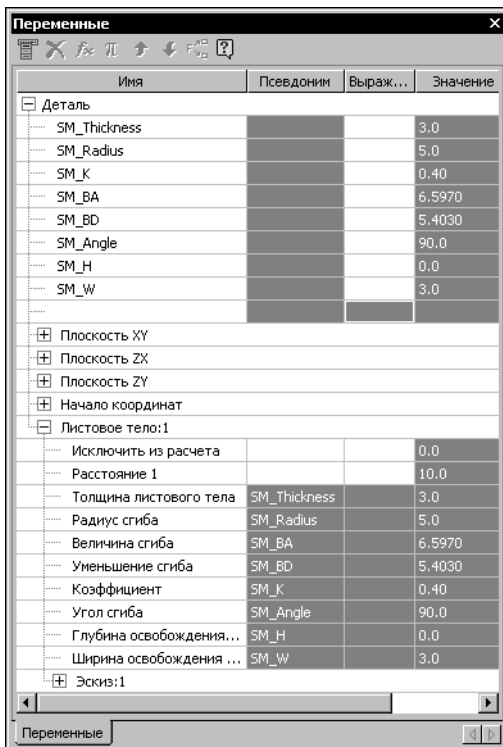 Переменные
fx π
Имя Псевдоним Выраж... Значение
Деталь
SM_Thickness 3.0
SM_Radius 5.0
SM_K 0.40
SM_BA 6.5970
SM_BD 5.4030
SM_Angle 90.0
SM_H 0.0
SM_W 3.0
Плоскость XY
Плоскость ZX
Плоскость ZY
Начало координат
Листовое тело:1
Исключить из расчета 0.0
Расстояние 1 10.0
Толщина листового тела SM_Thickness 3.0
Радиус сгиба SM_Radius 5.0
Величина сгиба SM_BA 6.5970
Уменьшение сгиба SM_BD 5.4030
Коэффициент SM_K 0.40
Угол сгиба SM_Angle 90.0
Глубина освобождения... SM_H 0.0
Ширина освобождения ... SM_W 3.0
Эскиз:1
Переменные